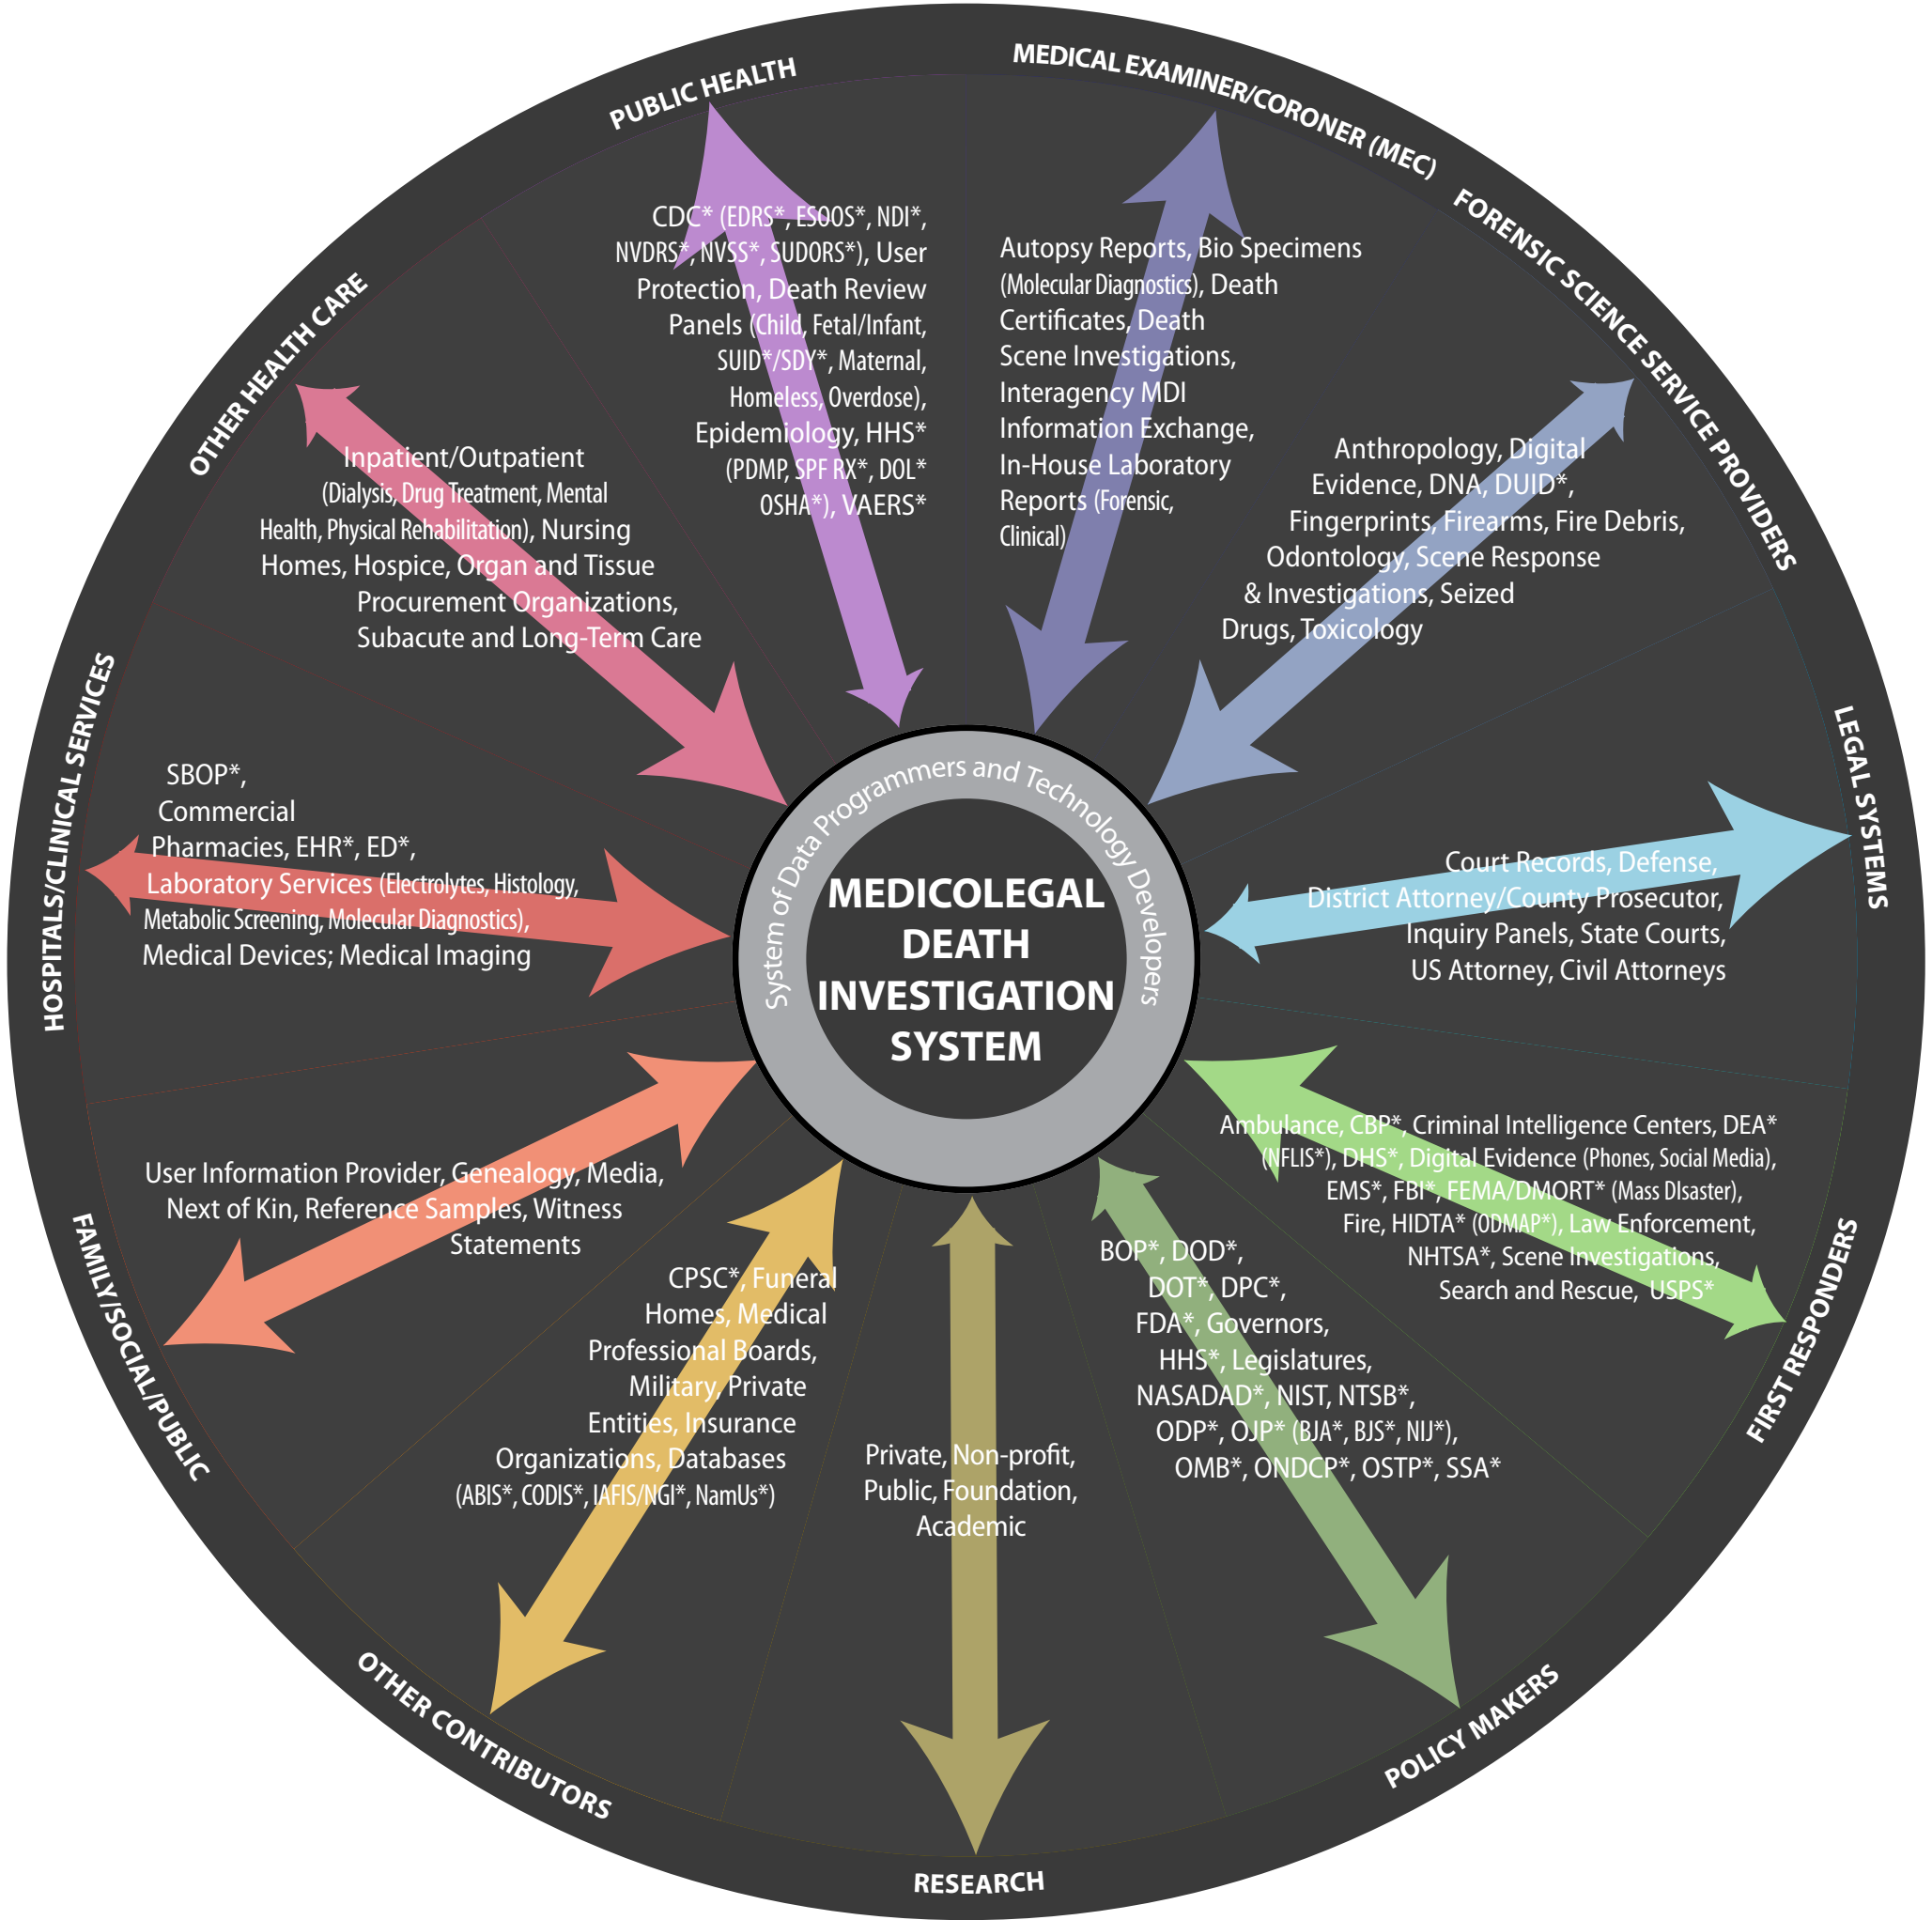 PUBLIC HEALTH
CDC* (EDRS*, ESOOS*, NDI*,
NVDRS*, NVSS*, SUDORS*), User
Protection, Death Review
Panels (Child, Fetal/Infant,
SUID*/SDY*, Maternal,
Homeless, Overdose),
Epidemiology, HHS*
(PDMP, SPF RX*, DOL*
OSHA*), VAERS*
MEDICAL EXAMINER/CORONER (MEC)
Autopsy Reports, Bio Specimens
(Molecular Diagnostics), Death
Certificates, Death
Scene Investigations,
Interagency MDI
Information Exchange,
In-House Laboratory
Reports (Forensic,
Clinical)
FORENSIC SCIENCE SERVICE PROVIDERS
Anthropology, Digital
Evidence, DNA, DUID*,
Fingerprints, Firearms, Fire Debris,
Odontology, Scene Response
& Investigations, Seized
Drugs, Toxicology
LEGAL SYSTEMS
Court Records, Defense,
District Attorney/County Prosecutor,
Inquiry Panels, State Courts,
US Attorney, Civil Attorneys
FIRST RESPONDERS
Ambulance, CBP*, Criminal Intelligence Centers, DEA*
(NFLIS*), DHS*, Digital Evidence (Phones, Social Media),
EMS*, FBI*, FEMA/DMORT* (Mass DIsaster),
Fire, HIDTA* (ODMAP*), Law Enforcement,
NHTSA*, Scene Investigations,
Search and Rescue, USPS*
POLICY MAKERS
BOP*, DOD*,
DOT*, DPC*,
FDA*, Governors,
HHS*, Legislatures,
NASADAD*, NIST, NTSB*,
ODP*, OJP* (BJA*, BJS*, NIJ*),
OMB*, ONDCP*, OSTP*, SSA*
RESEARCH
Private, Non-profit,
Public, Foundation,
Academic
OTHER CONTRIBUTORS
CPSC*, Funeral
Homes, Medical
Professional Boards,
Military, Private
Entities, Insurance
Organizations, Databases
(ABIS*, CODIS*, IAFIS/NGI*, NamUs*)
FAMILY/SOCIAL/PUBLIC
User Information Provider, Genealogy, Media,
Next of Kin, Reference Samples, Witness
Statements
HOSPITALS/CLINICAL SERVICES
SBOP*,
Commercial
Pharmacies, EHR*, ED*,
Laboratory Services (Electrolytes, Histology,
Metabolic Screening, Molecular Diagnostics),
Medical Devices; Medical Imaging
OTHER HEALTH CARE
Inpatient/Outpatient
(Dialysis, Drug Treatment, Mental
Health, Physical Rehabilitation), Nursing
Homes, Hospice, Organ and Tissue
Procurement Organizations,
Subacute and Long-Term Care
System of Data Programmers and Technology Developers
MEDICOLEGAL
DEATH
INVESTIGATION
SYSTEM